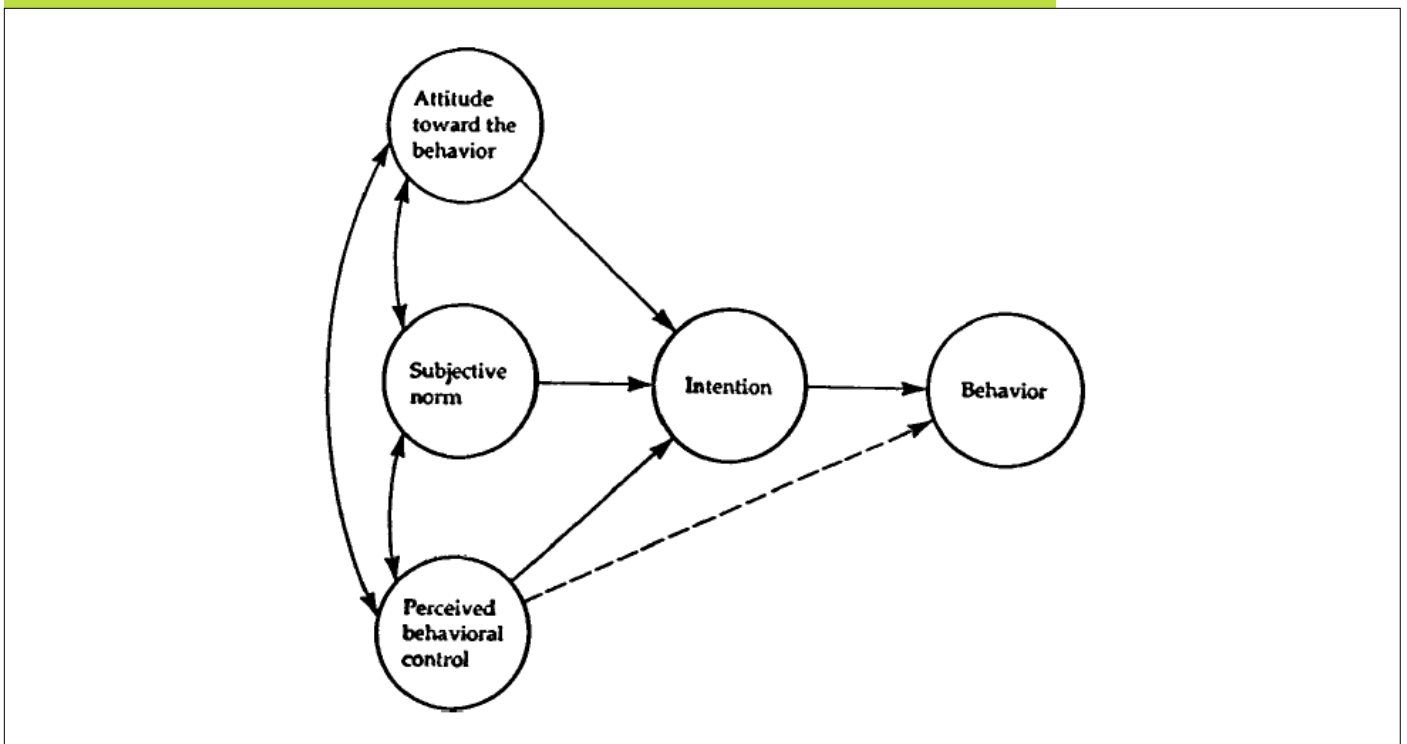 Attitude
toward the
behavior
Subjective
norm
Intention
Behavior
Perceived
behavioral
control